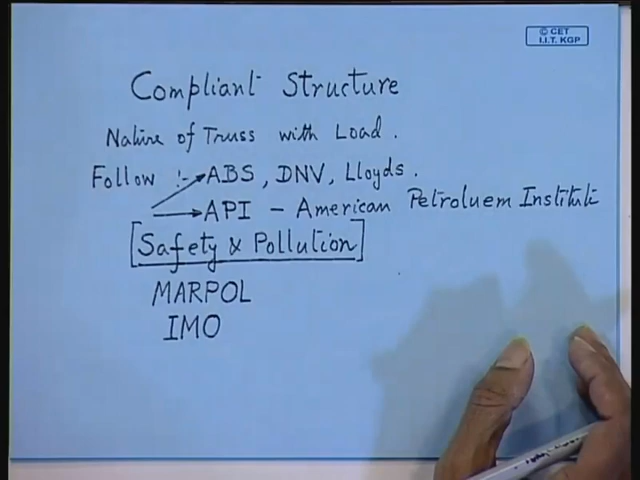 © CET
I.I.T. KGP
Compliant Structure
Nature of Truss with Load.
Follow :- ABS, DNV, Lloyds.
API - American Petroluem Institute
[Safety & Pollution]
MARPOL
IMO